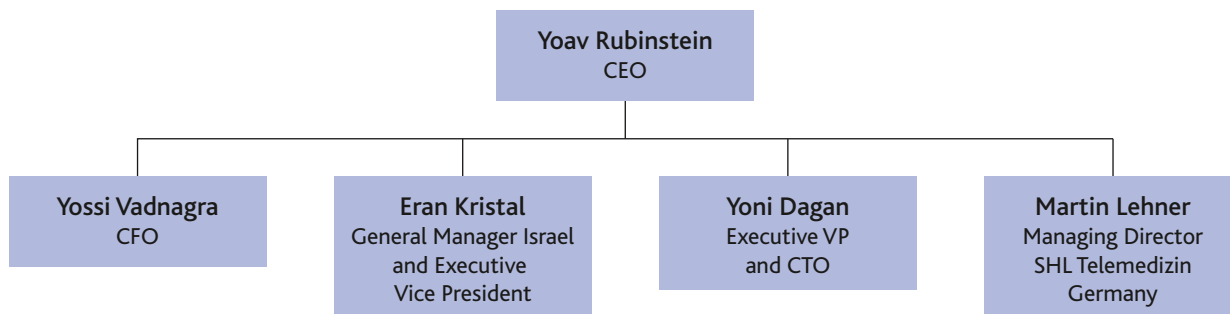 Yoav Rubinstein
CEO
Yossi Vadnagra
CFO
Eran Kristal
General Manager Israel
and Executive
Vice President
Yoni Dagan
Executive VP
and CTO
Martin Lehner
Managing Director
SHL Telemedizin
Germany